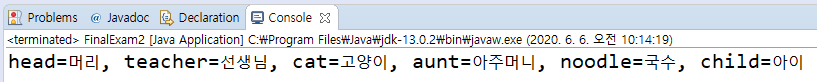 Problems @ Javadoc Declaration Console
<terminated> FinalExam2 [Java Application] C:₩Program Files₩Java₩jdk-13.0.2₩bin₩javaw.exe (2020. 6. 6. 오전 10:14:19)
head=머리, teacher=선생님, cat=고양이, aunt=아주머니, noodle=국수, child=아이